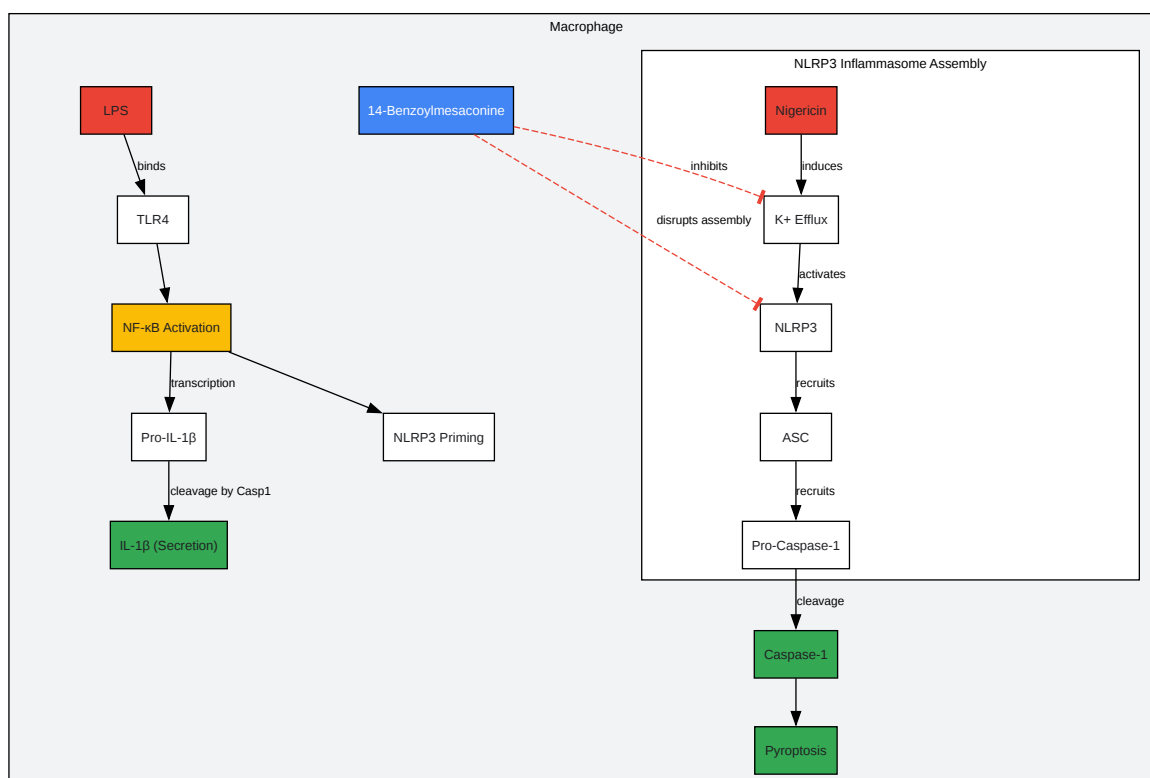 Macrophage
NLRP3 Inflammasome Assembly
LPS
14-Benzoylmesaconine
Nigericin
binds
inhibits
induces
TLR4
disrupts assembly
K+ Efflux
activates
NF-κB Activation
NLRP3
transcription
recruits
Pro-IL-1β
NLRP3 Priming
ASC
cleavage by Casp1
recruits
IL-1β (Secretion)
Pro-Caspase-1
cleavage
Caspase-1
Pyroptosis